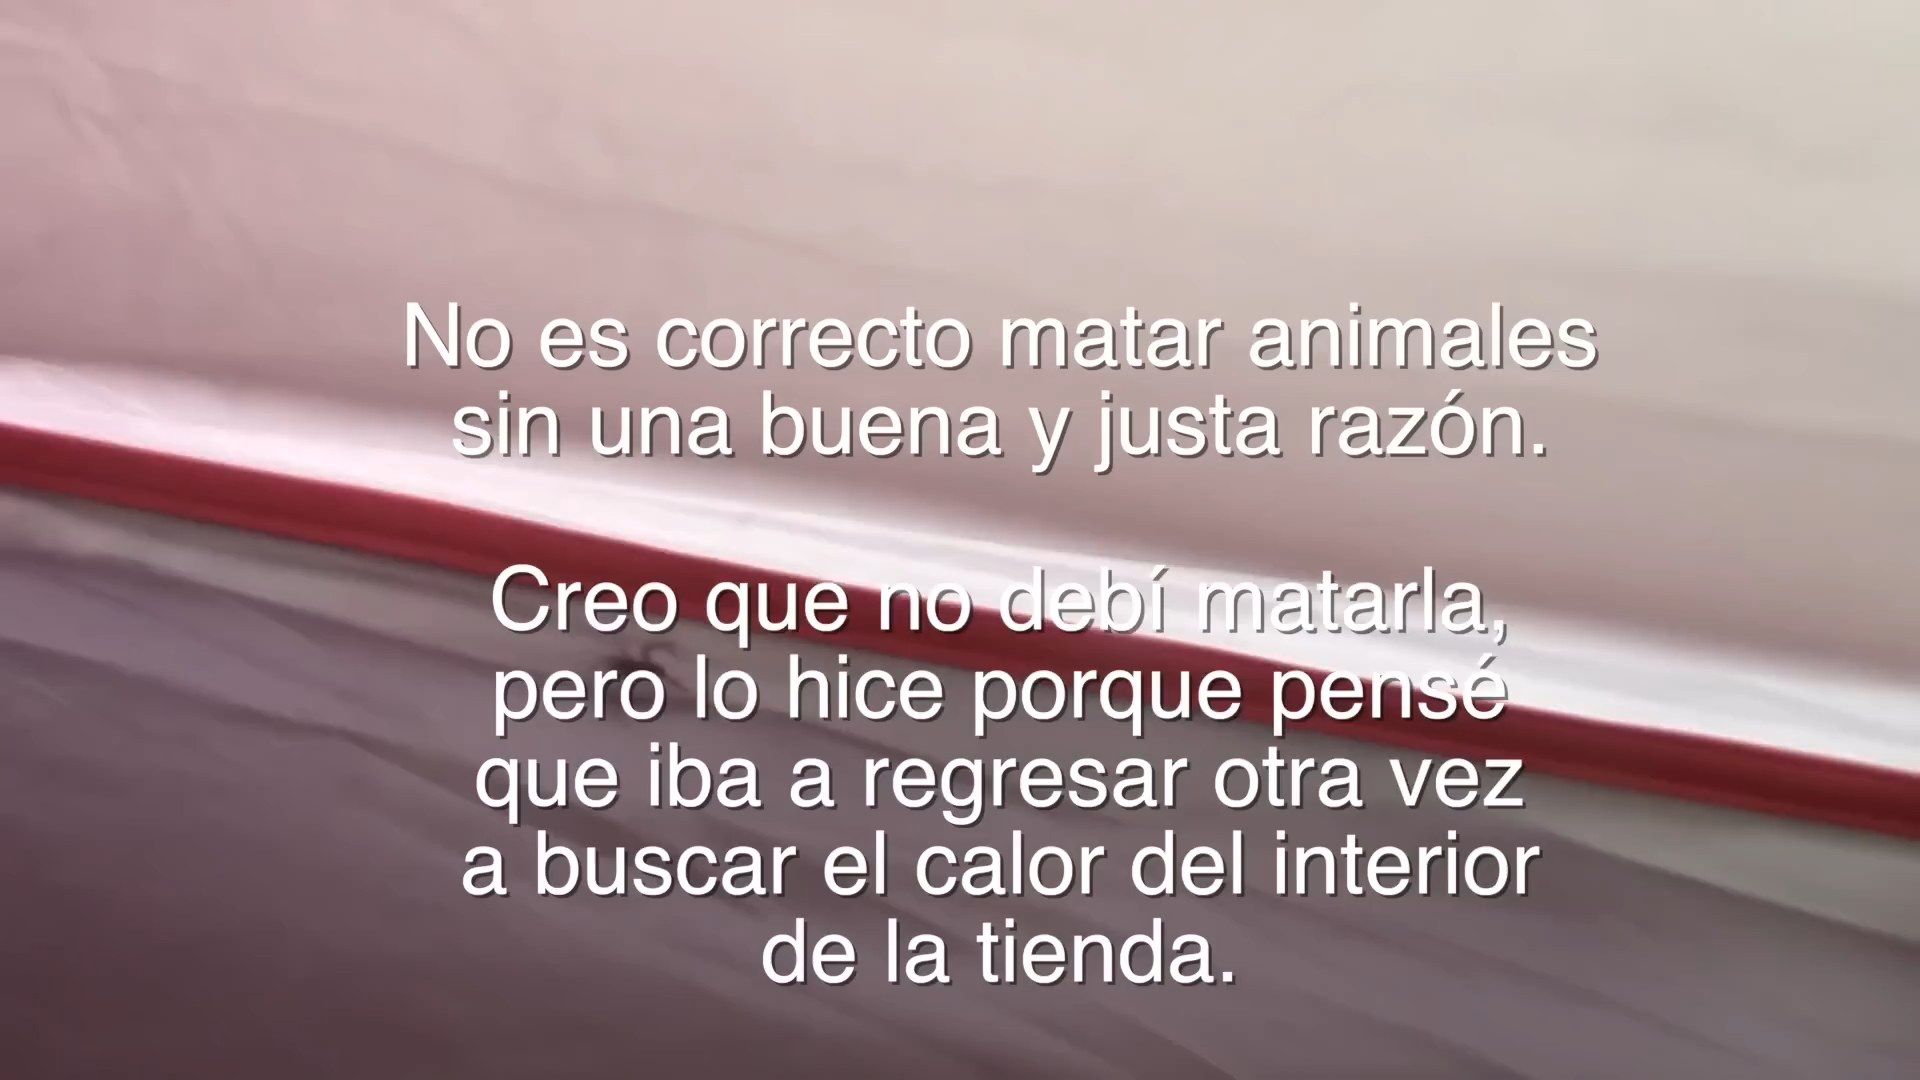 No es correcto matar animales
sin una buena y justa razón.
Creo que no debí matarla,
pero lo hice porque pensé
que iba a regresar otra vez
a buscar el calor del interior
de la tienda.